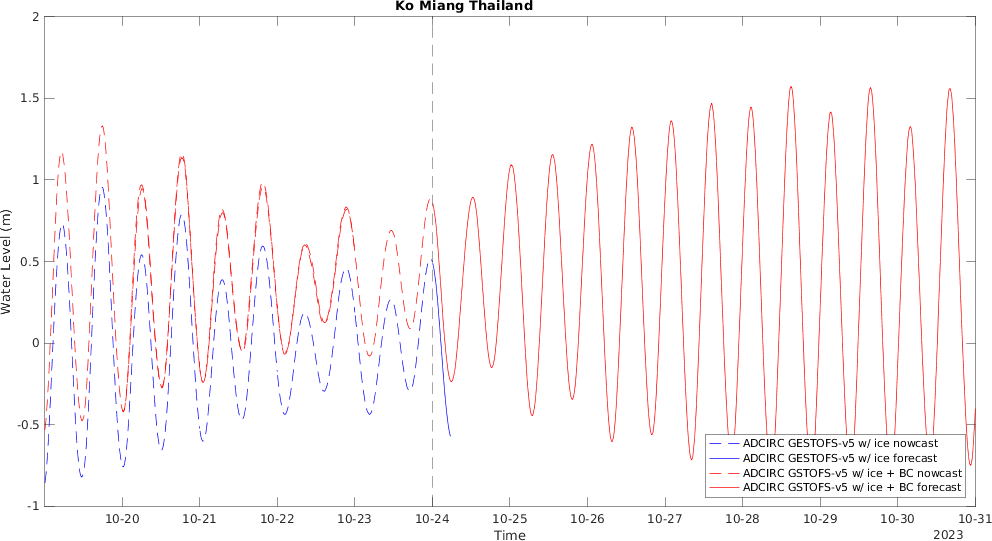 Ko Miang Thailand
2
1.5
1
0.5
0
-0.5
-1
Water Level (m)
10-20
10-21
10-22
10-23
10-24
10-25
10-26
10-27
10-28
10-29
10-30
10-31
Time
2023
ADCIRC GESTOFS-v5 w/ ice nowcast
ADCIRC GESTOFS-v5 w/ ice forecast
ADCIRC GSTOFS-v5 w/ ice + BC nowcast
ADCIRC GSTOFS-v5 w/ ice + BC forecast